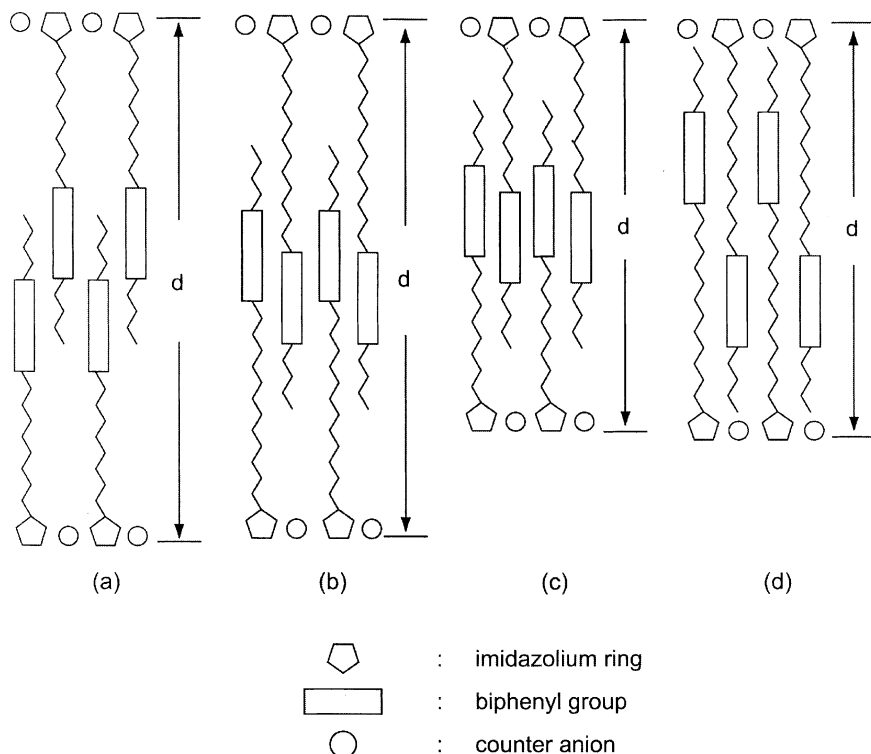 d
d
d
d
(a)
(b)
(c)
(d)
: imidazolium ring
: biphenyl group
: counter anion